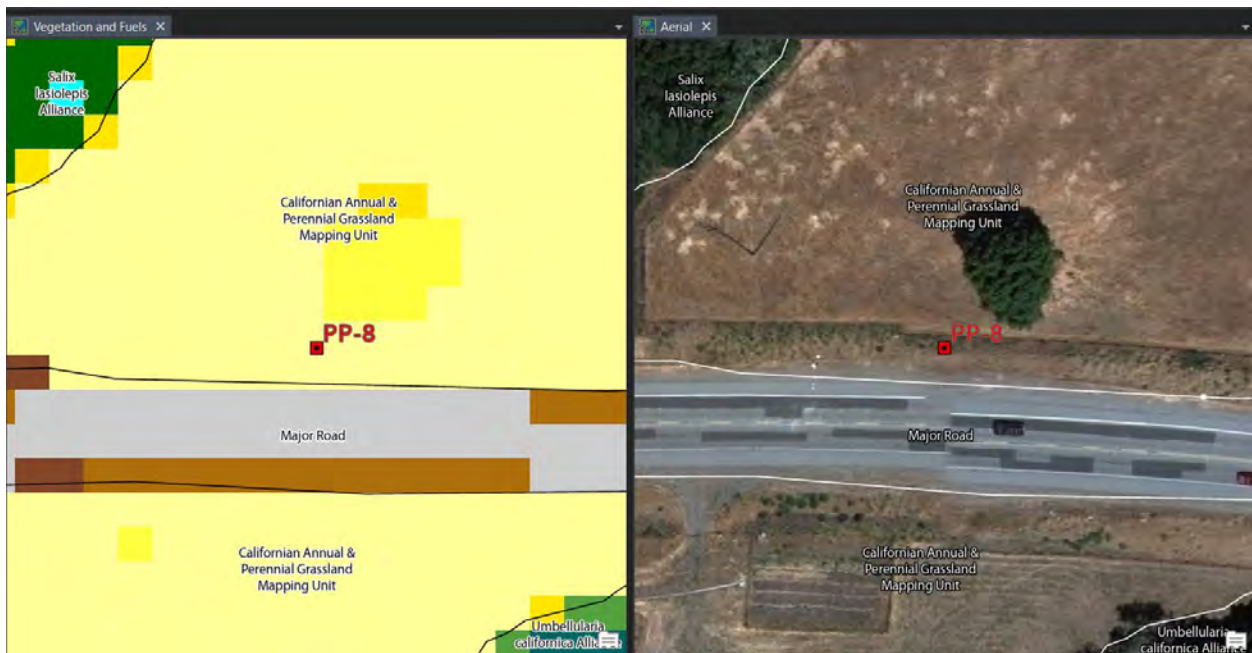 Vegetation and Fuels
Salix
lasiolepis
Alliance
Californian Annual &
Perennial Grassland
Mapping Unit
PP-8
Major Road
Californian Annual &
Perennial Grassland
Mapping Unit
Umbellularia
californica Alliance
Aerial
Salix
lasiolepis
Alliance
Californian Annual &
Perennial Grassland
Mapping Unit
PP-8
Major Road
Californian Annual &
Perennial Grassland
Mapping Unit
Umbellularia
californica Alliance